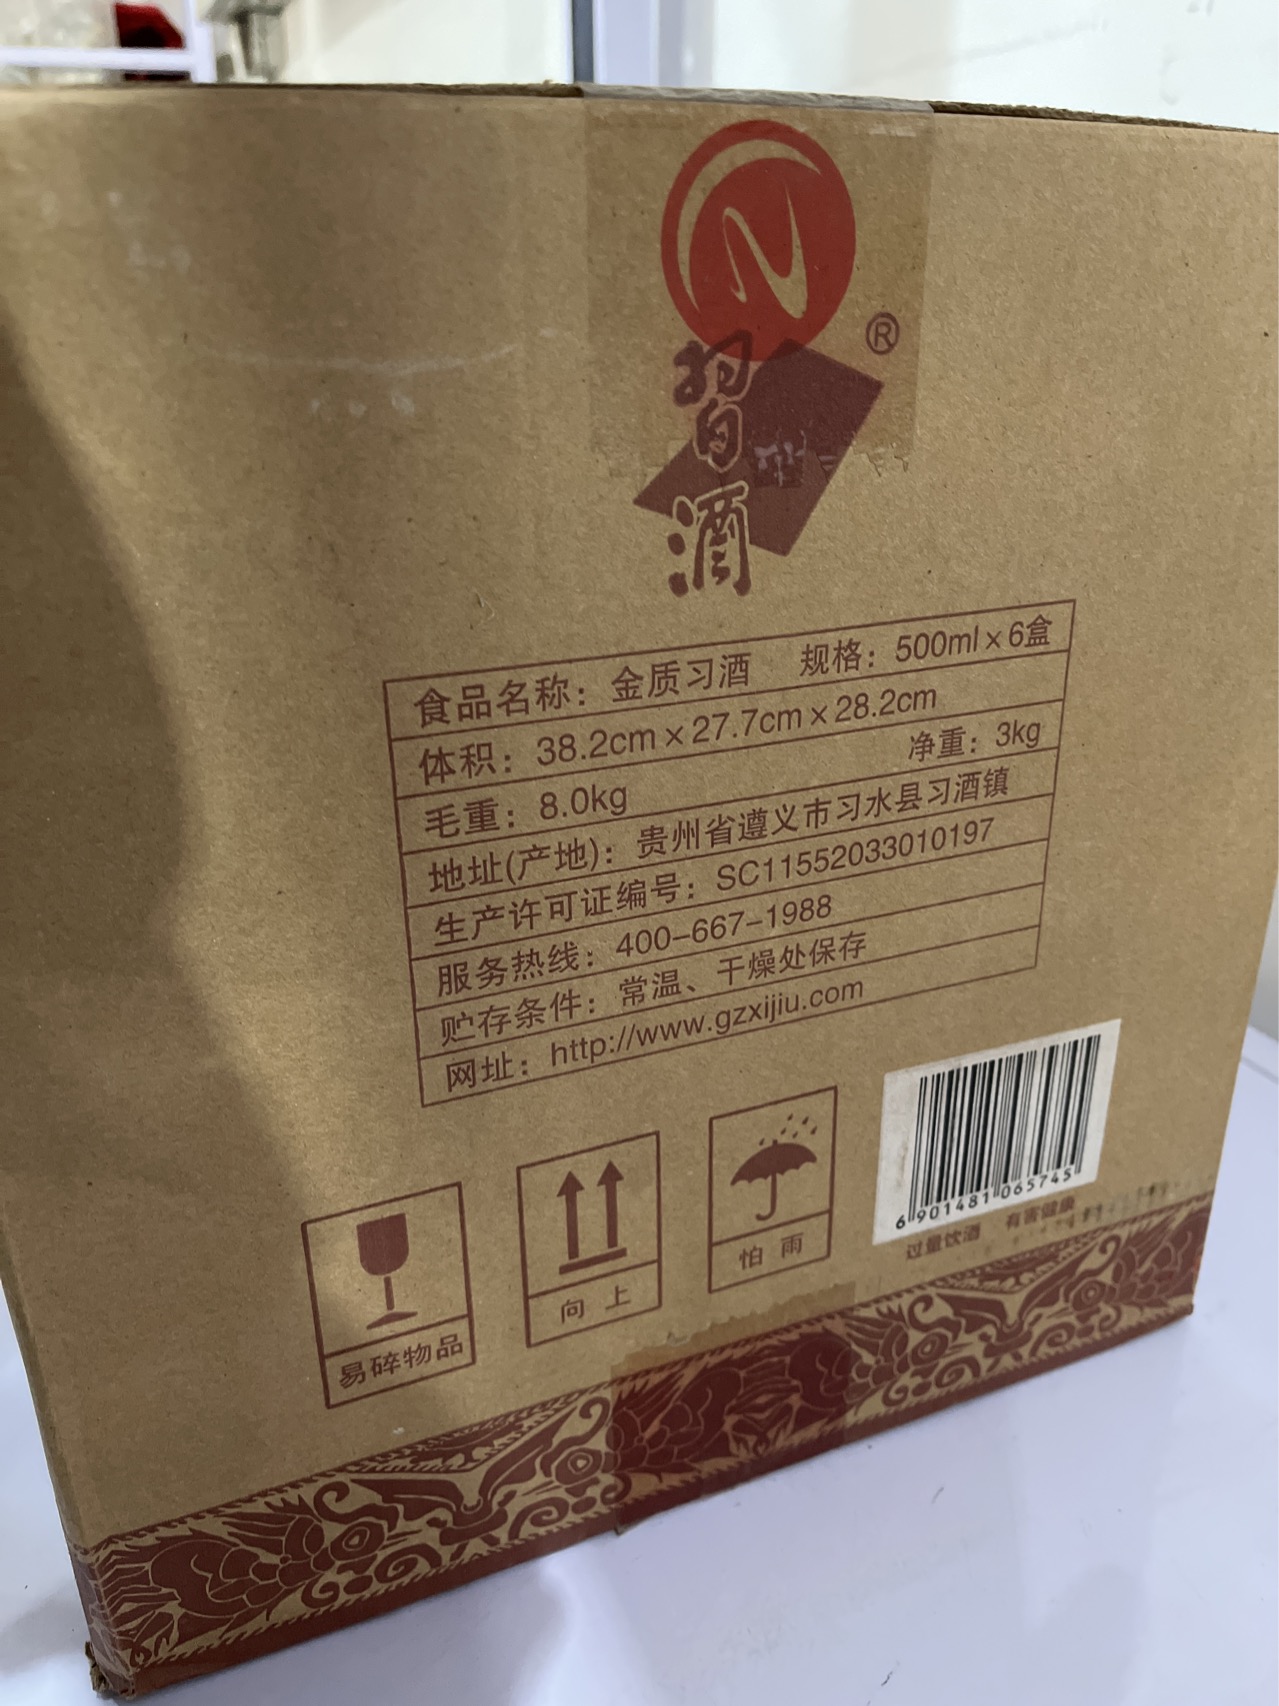 ®
習
酒
食品名称：金质习酒 规格：500ml×6盒
体积：38.2cm×27.7cm×28.2cm
毛重：8.0kg 净重：3kg
地址(产地)：贵州省遵义市习水县习酒镇
生产许可证编号：SC11552033010197
服务热线：400-667-1988
贮存条件：常温、干燥处保存
网址：http://www.gzxijiu.com
易碎物品
向上
怕雨
6 901481 065745
过量饮酒 有害健康